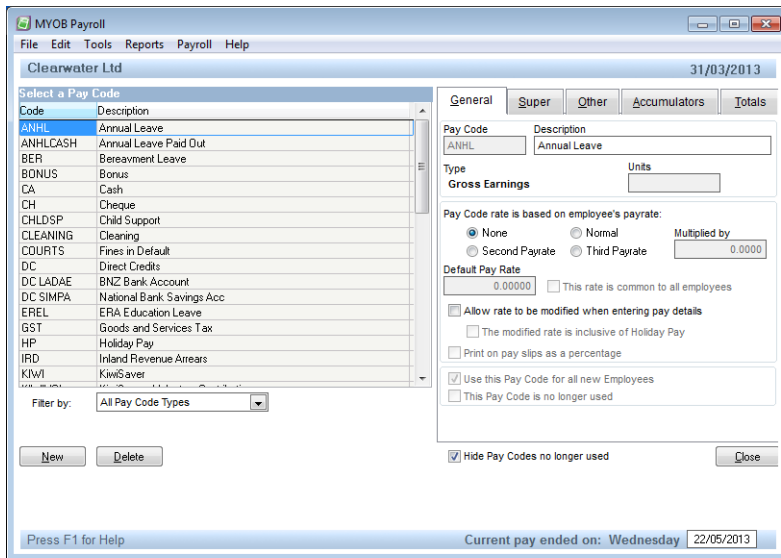 MYOB Payroll
File Edit Tools Reports Payroll Help
Clearwater Ltd 31/03/2013
Select a Pay Code
Code Description
ANHL Annual Leave
ANHLCASH Annual Leave Paid Out
BER Bereavment Leave
BONUS Bonus
CA Cash
CH Cheque
CHLDSP Child Support
CLEANING Cleaning
COURTS Fines in Default
DC Direct Credits
DC LADAE BNZ Bank Account
DC SIMPA National Bank Savings Acc
EREL ERA Education Leave
GST Goods and Services Tax
HP Holiday Pay
IRD Inland Revenue Arrears
KIWI KiwiSaver
Filter by: All Pay Code Types
New Delete
General Super Other Accumulators Totals
Pay Code Description
ANHL Annual Leave
Type Units
Gross Earnings
Pay Code rate is based on employee's payrate:
None Normal Multiplied by
Second Payrate Third Payrate 0.0000
Default Pay Rate
0.00000 This rate is common to all employees
Allow rate to be modified when entering pay details
The modified rate is inclusive of Holiday Pay
Print on pay slips as a percentage
Use this Pay Code for all new Employees
This Pay Code is no longer used
Hide Pay Codes no longer used Close
Press F1 for Help Current pay ended on: Wednesday 22/05/2013